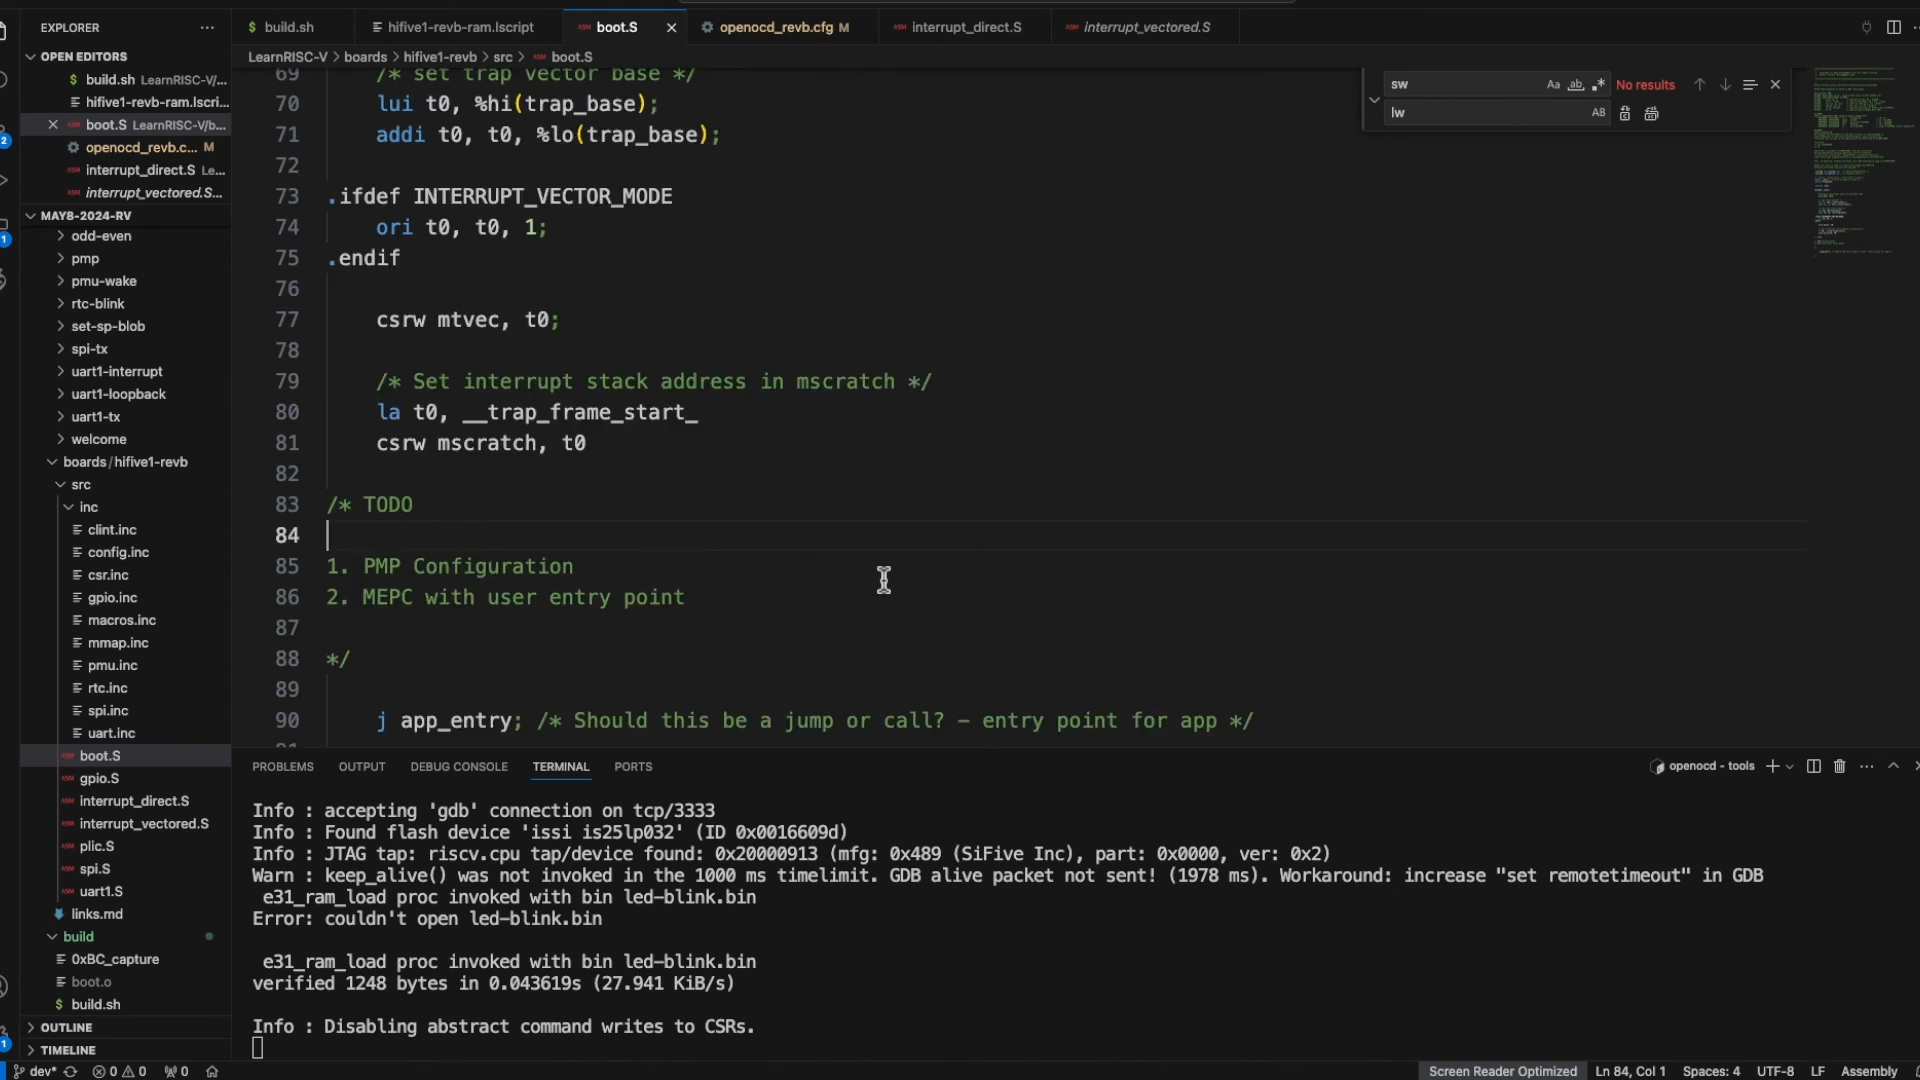 EXPLORER
OPEN EDITORS
$ build.sh LearnRISC-V/...
hifive1-revb-ram.lscri...
boot.S LearnRISC-V/b...
openocd_revb.c... M
interrupt_direct.S Le...
interrupt_vectored.S...
MAY8-2024-RV
odd-even
pmp
pmu-wake
rtc-blink
set-sp-blob
spi-tx
uart1-interrupt
uart1-loopback
uart1-tx
welcome
boards/hifive1-revb
src
inc
clint.inc
config.inc
csr.inc
gpio.inc
macros.inc
mmap.inc
pmu.inc
rtc.inc
spi.inc
uart.inc
boot.S
gpio.S
interrupt_direct.S
interrupt_vectored.S
plic.S
spi.S
uart1.S
links.md
build
0xBC_capture
boot.o
$ build.sh
OUTLINE
TIMELINE
$ build.sh hifive1-revb-ram.lscript boot.S openocd_revb.cfg M interrupt_direct.S interrupt_vectored.S
LearnRISC-V > boards > hifive1-revb > src > boot.S
sw Aa ab .* No results
lw AB
69 /* set trap vector base */
70 lui t0, %hi(trap_base);
71 addi t0, t0, %lo(trap_base);
72
73 .ifdef INTERRUPT_VECTOR_MODE
74 ori t0, t0, 1;
75 .endif
76
77 csrw mtvec, t0;
78
79 /* Set interrupt stack address in mscratch */
80 la t0, __trap_frame_start_
81 csrw mscratch, t0
82
83 /* TODO
84
85 1. PMP Configuration
86 2. MEPC with user entry point
87
88 */
89
90 j app_entry; /* Should this be a jump or call? - entry point for app */
PROBLEMS OUTPUT DEBUG CONSOLE TERMINAL PORTS openocd - tools
Info : accepting 'gdb' connection on tcp/3333
Info : Found flash device 'issi is25lp032' (ID 0x0016609d)
Info : JTAG tap: riscv.cpu tap/device found: 0x20000913 (mfg: 0x489 (SiFive Inc), part: 0x0000, ver: 0x2)
Warn : keep_alive() was not invoked in the 1000 ms timelimit. GDB alive packet not sent! (1978 ms). Workaround: increase "set remotetimeout" in GDB
e31_ram_load proc invoked with bin led-blink.bin
Error: couldn't open led-blink.bin
e31_ram_load proc invoked with bin led-blink.bin
verified 1248 bytes in 0.043619s (27.941 KiB/s)
Info : Disabling abstract command writes to CSRs.
dev* 0 0 0 Screen Reader Optimized Ln 84, Col 1 Spaces: 4 UTF-8 LF Assembly